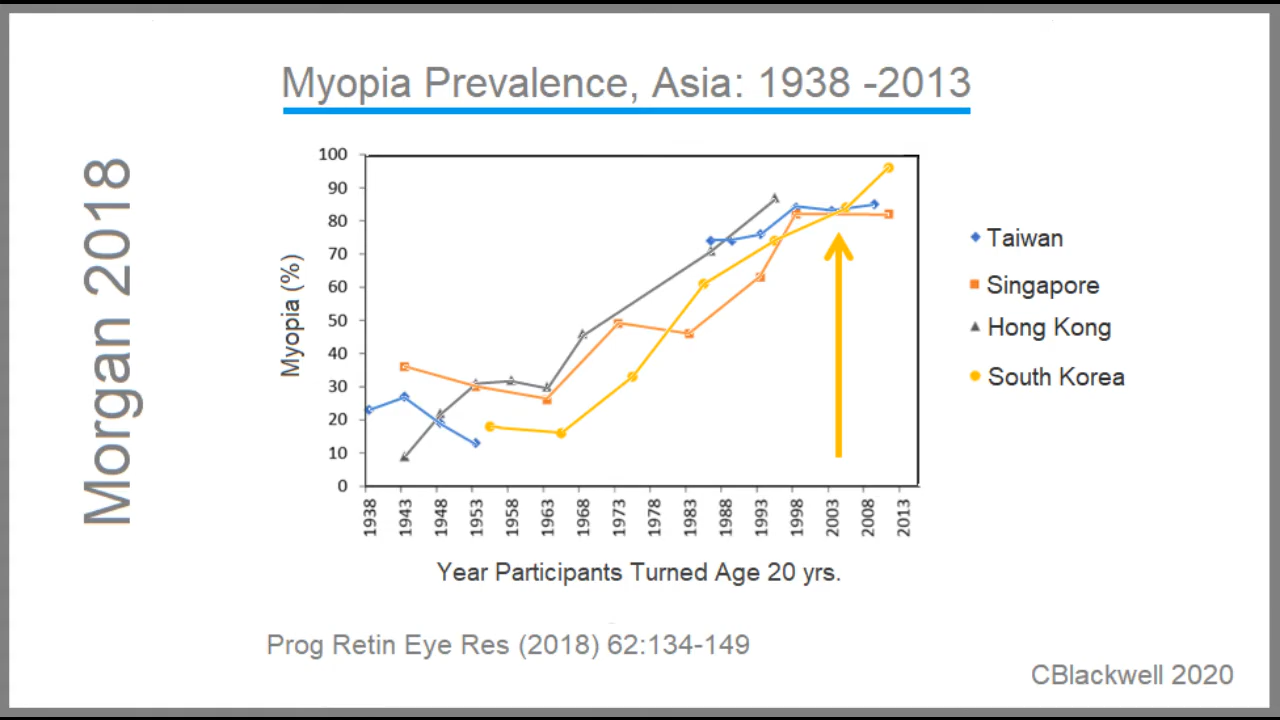 Myopia Prevalence, Asia: 1938 -2013
Morgan 2018
Myopia (%)
100
90
80
70
60
50
40
30
20
10
0
1938
1943
1948
1953
1958
1963
1968
1973
1978
1983
1988
1993
1998
2003
2008
2013
Year Participants Turned Age 20 yrs.
Taiwan
Singapore
Hong Kong
South Korea
Prog Retin Eye Res (2018) 62:134-149
CBlackwell 2020